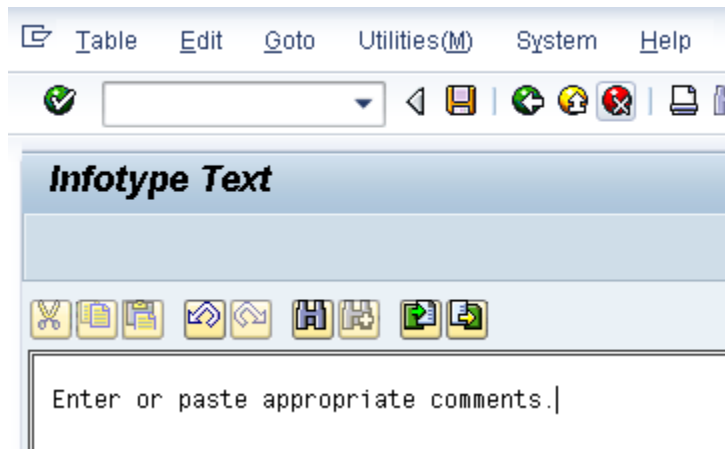 Table Edit Goto Utilities(M) System Help
Infotype Text
Enter or paste appropriate comments.